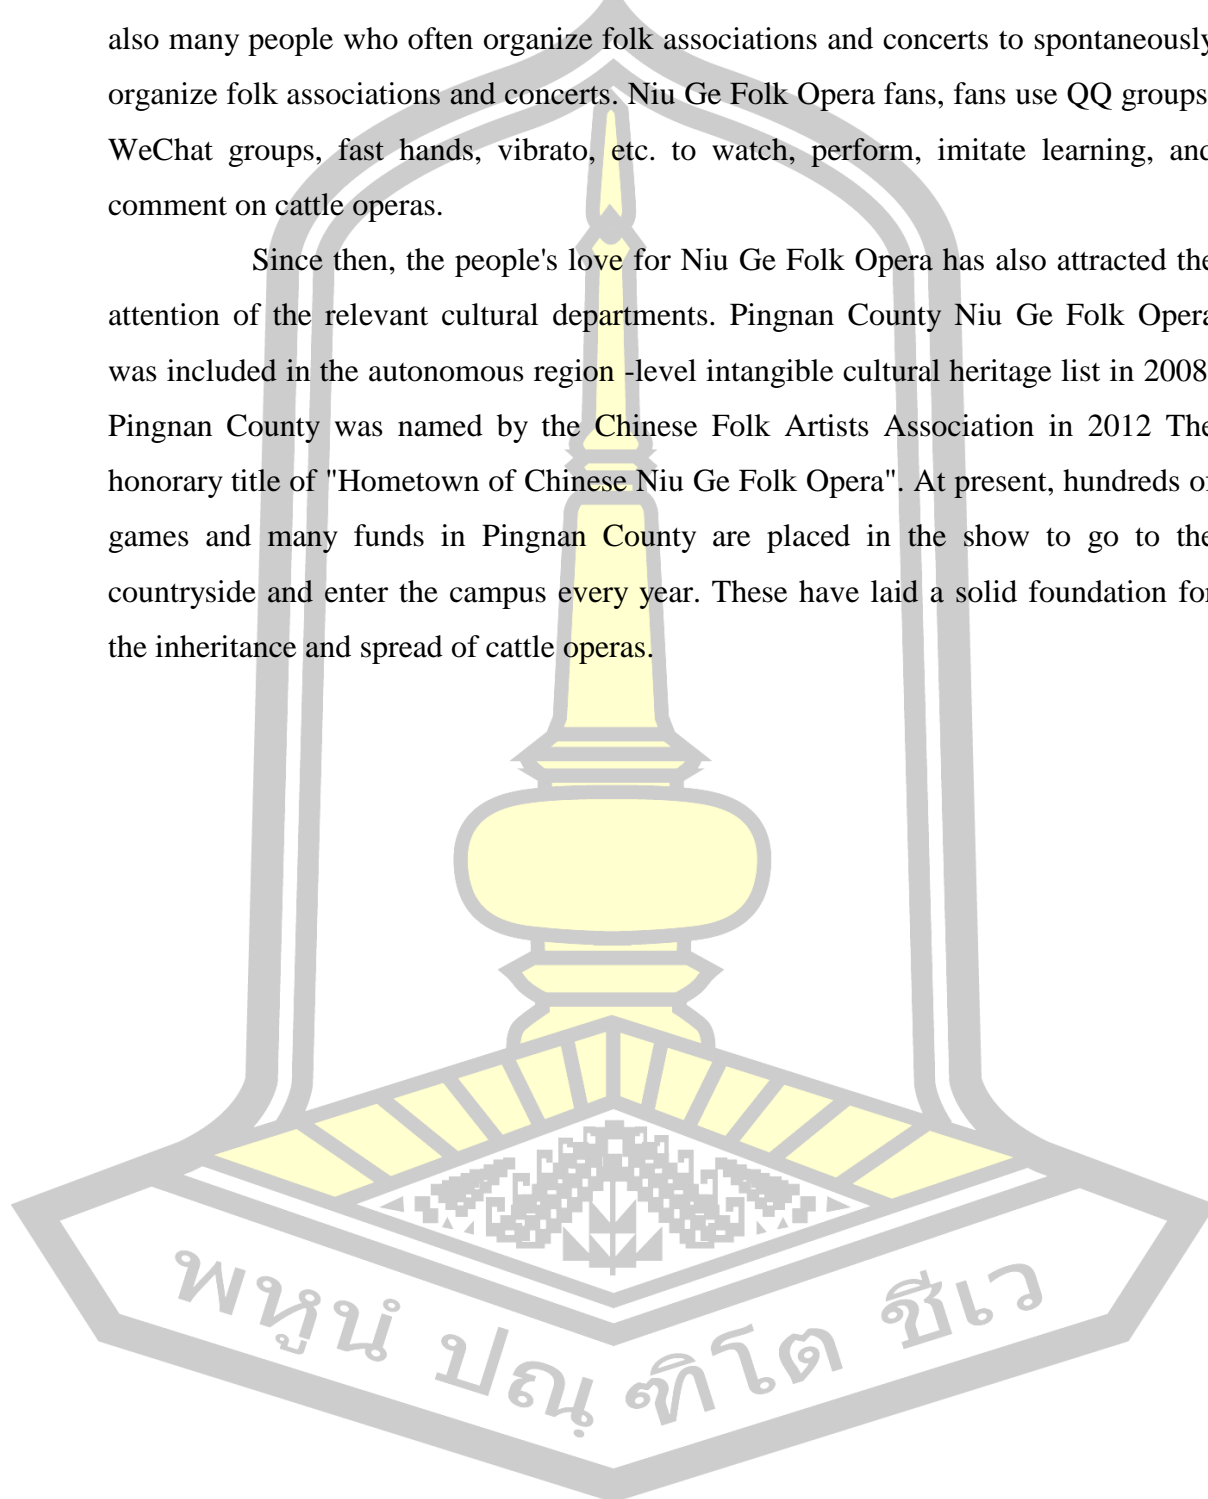 also many people who often organize folk associations and concerts to spontaneously
organize folk associations and concerts. Niu Ge Folk Opera fans, fans use QQ groups
WeChat groups, fast hands, vibrato, etc. to watch, perform, imitate learning, and
comment on cattle operas.
Since then, the people's love for Niu Ge Folk Opera has also attracted the
attention of the relevant cultural departments. Pingnan County Niu Ge Folk Opera
was included in the autonomous region -level intangible cultural heritage list in 2008
Pingnan County was named by the Chinese Folk Artists Association in 2012 The
honorary title of "Hometown of Chinese Niu Ge Folk Opera". At present, hundreds of
games and many funds in Pingnan County are placed in the show to go to the
countryside and enter the campus every year. These have laid a solid foundation for
the inheritance and spread of cattle operas.
พหูนํ ปณฺ ฑิโต ชีเว